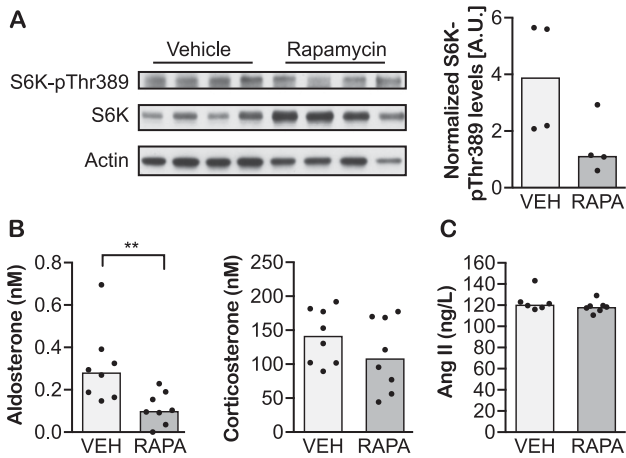 A
Vehicle Rapamycin
S6K-pThr389
S6K
Actin
Normalized S6K-
pThr389 levels [A.U.]
6
4
2
0
VEH RAPA
B
Aldosterone (nM)
0.8
0.6
0.4
0.2
0.0
**
VEH RAPA
Corticosterone (nM)
250
200
150
100
50
0
VEH RAPA
C
Ang II (ng/L)
160
140
120
100
80
60
40
20
0
VEH RAPA